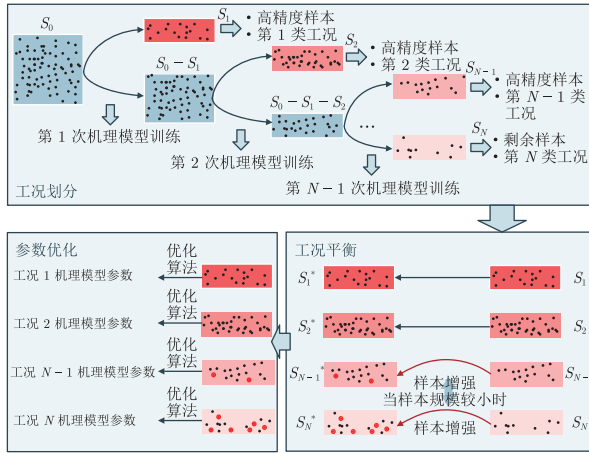 S₀
S₁
• 高精度样本
• 第 1 类工况
S₀ − S₁
S₂
• 高精度样本
• 第 2 类工况
S₀ − S₁ − S₂
S_{N−1}
• 高精度样本
• 第 N−1 类
工况
...
S_N
• 剩余样本
• 第 N 类工况
第 1 次机理模型训练
第 2 次机理模型训练
第 N−1 次机理模型训练
工况划分
参数优化
工况 1 机理模型参数
优化
算法
工况 2 机理模型参数
优化
算法
工况 N−1 机理模型参数
优化
算法
工况 N 机理模型参数
优化
算法
工况平衡
S₁*
S₁
S₂*
S₂
S_{N−1}*
S_{N−}
样本增强
当样本规模较小时
S_N*
S_N
样本增强